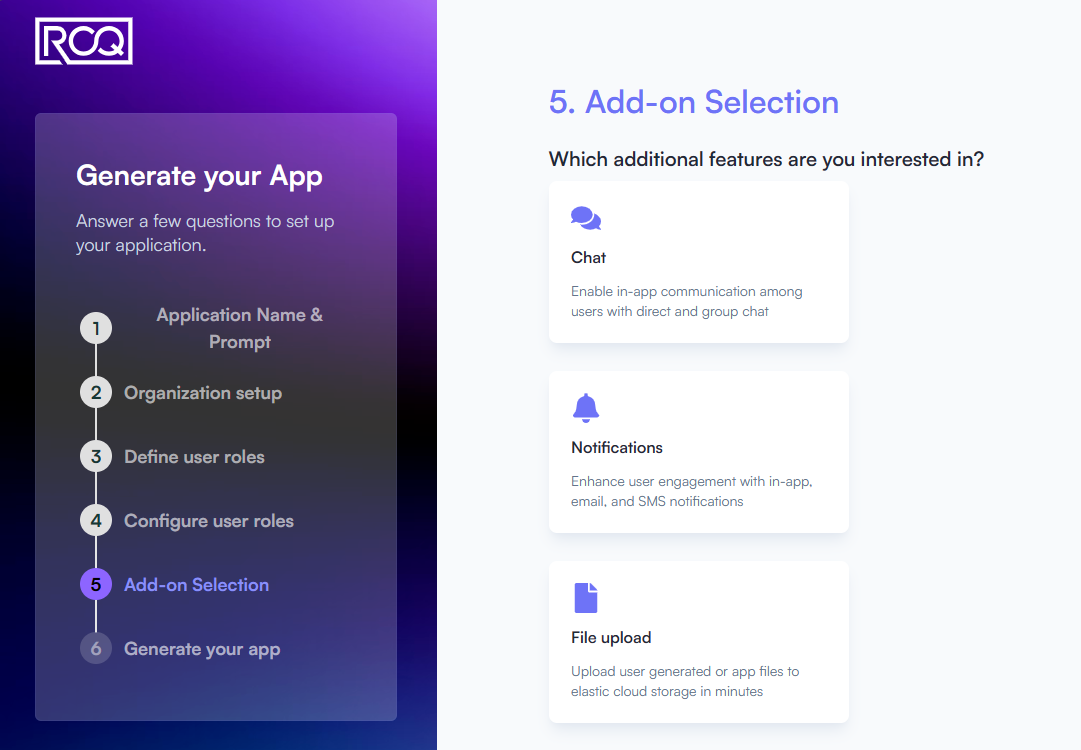 RCQ
Generate your App
Answer a few questions to set up
your application.
1
Application Name &
Prompt
2 Organization setup
3 Define user roles
4 Configure user roles
5 Add-on Selection
6 Generate your app
5. Add-on Selection
Which additional features are you interested in?
Chat
Enable in-app communication among
users with direct and group chat
Notifications
Enhance user engagement with in-app,
email, and SMS notifications
File upload
Upload user generated or app files to
elastic cloud storage in minutes